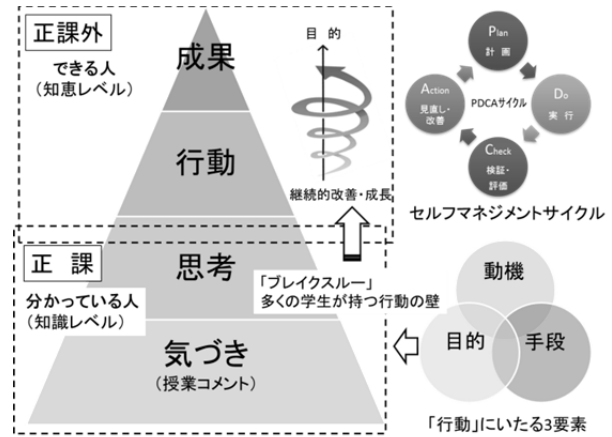 正課外
できる人
(知恵レベル)
成果
行動
思考
気づき
(授業コメント)
正 課
分かっている人
(知識レベル)
目 的
継続的改善・成長
「ブレイクスルー」
多くの学生が持つ行動の壁
Plan
計 画
Do
実 行
Check
検証・
評価
Action
見直し・
改善
PDCAサイクル
セルフマネジメントサイクル
動機
目的
手段
「行動」にいたる3要素